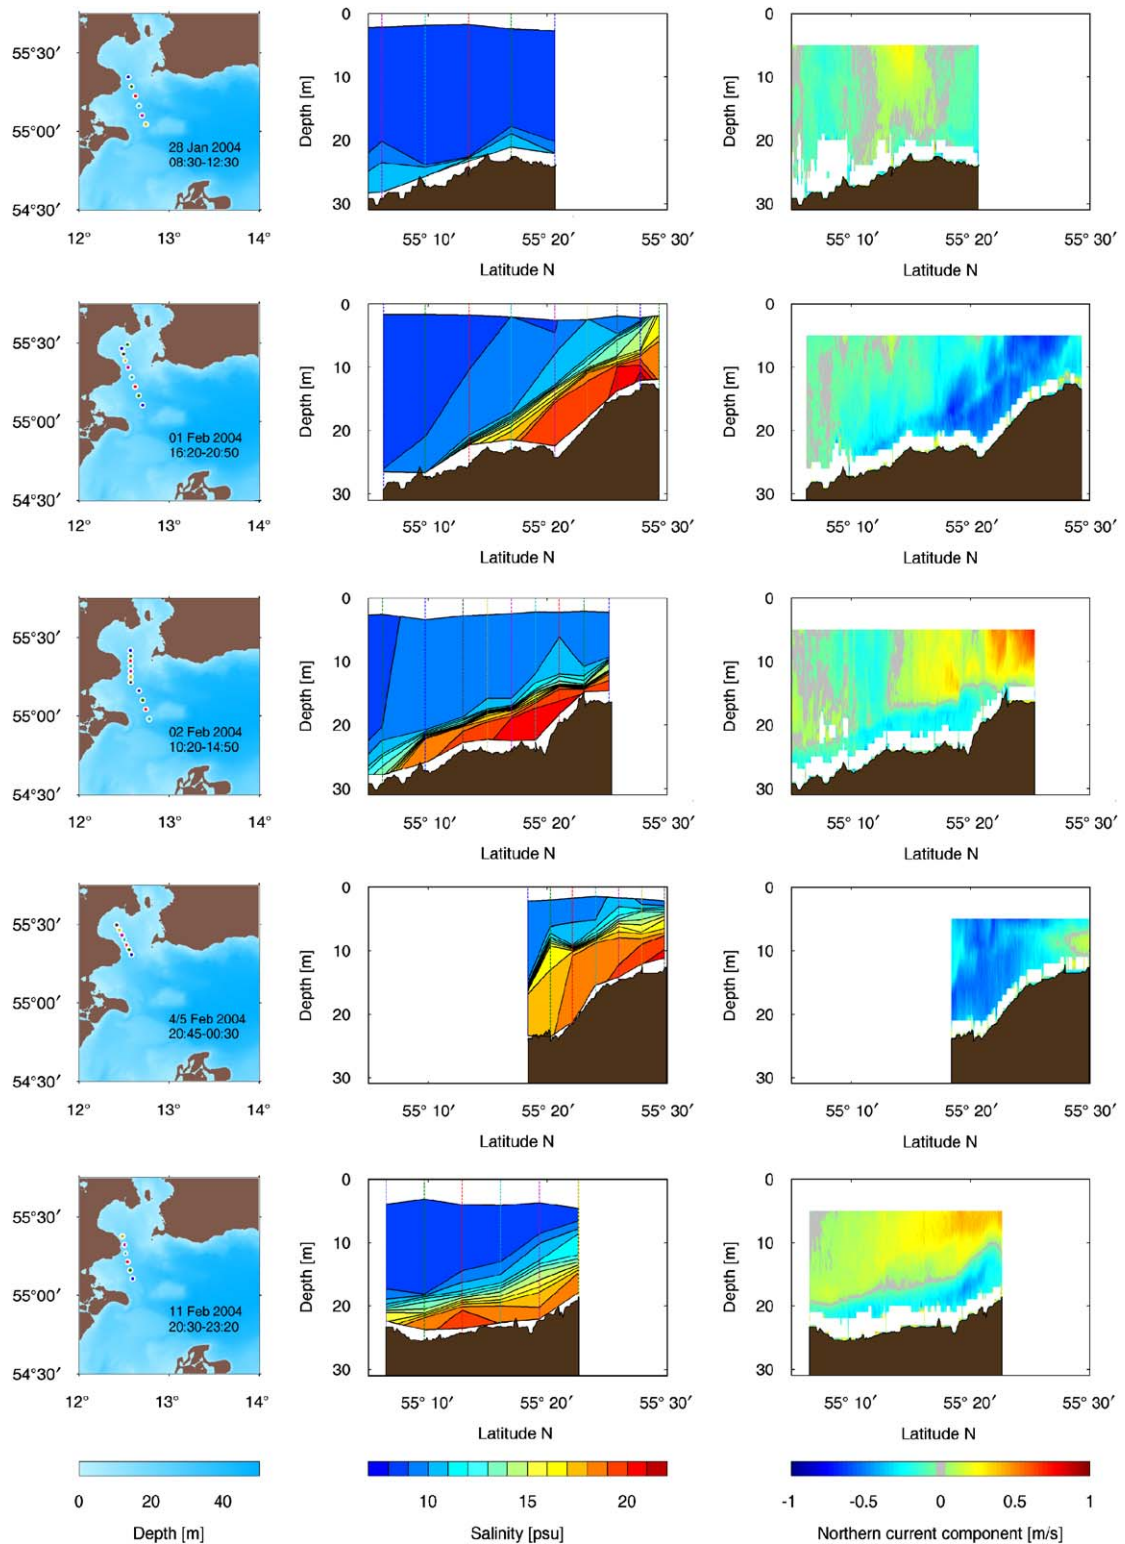 55°30′
55°00′
54°30′
12° 13° 14°
28 Jan 2004
08:30-12:30
0
10
20
30
Depth [m]
55° 10′ 55° 20′ 55° 30′
Latitude N
0
10
20
30
Depth [m]
55° 10′ 55° 20′ 55° 30′
Latitude N
55°30′
55°00′
54°30′
12° 13° 14°
01 Feb 2004
16:20-20:50
0
10
20
30
Depth [m]
55° 10′ 55° 20′ 55° 30′
Latitude N
0
10
20
30
Depth [m]
55° 10′ 55° 20′ 55° 30′
Latitude N
55°30′
55°00′
54°30′
12° 13° 14°
02 Feb 2004
10:20-14:50
0
10
20
30
Depth [m]
55° 10′ 55° 20′ 55° 30′
Latitude N
0
10
20
30
Depth [m]
55° 10′ 55° 20′ 55° 30′
Latitude N
55°30′
55°00′
54°30′
12° 13° 14°
4/5 Feb 2004
20:45-00:30
0
10
20
30
Depth [m]
55° 10′ 55° 20′ 55° 30′
Latitude N
0
10
20
30
Depth [m]
55° 10′ 55° 20′ 55° 30′
Latitude N
55°30′
55°00′
54°30′
12° 13° 14°
11 Feb 2004
20:30-23:20
0
10
20
30
Depth [m]
55° 10′ 55° 20′ 55° 30′
Latitude N
0
10
20
30
Depth [m]
55° 10′ 55° 20′ 55° 30′
Latitude N
0 20 40
Depth [m]
10 15 20
Salinity [psu]
-1 -0.5 0 0.5 1
Northern current component [m/s]